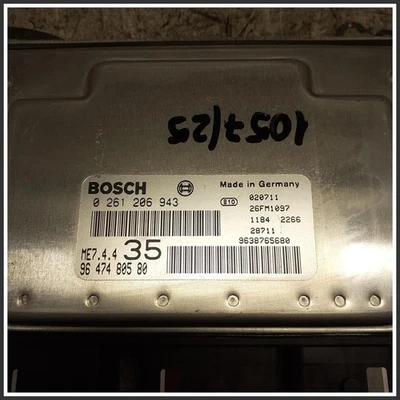 1057/25
BOSCH
Made in Germany
0 261 206 943
E10
020711
26FM1097
1184 2266
28711
9638765680
ME7.4.4 35
96 474 805 80